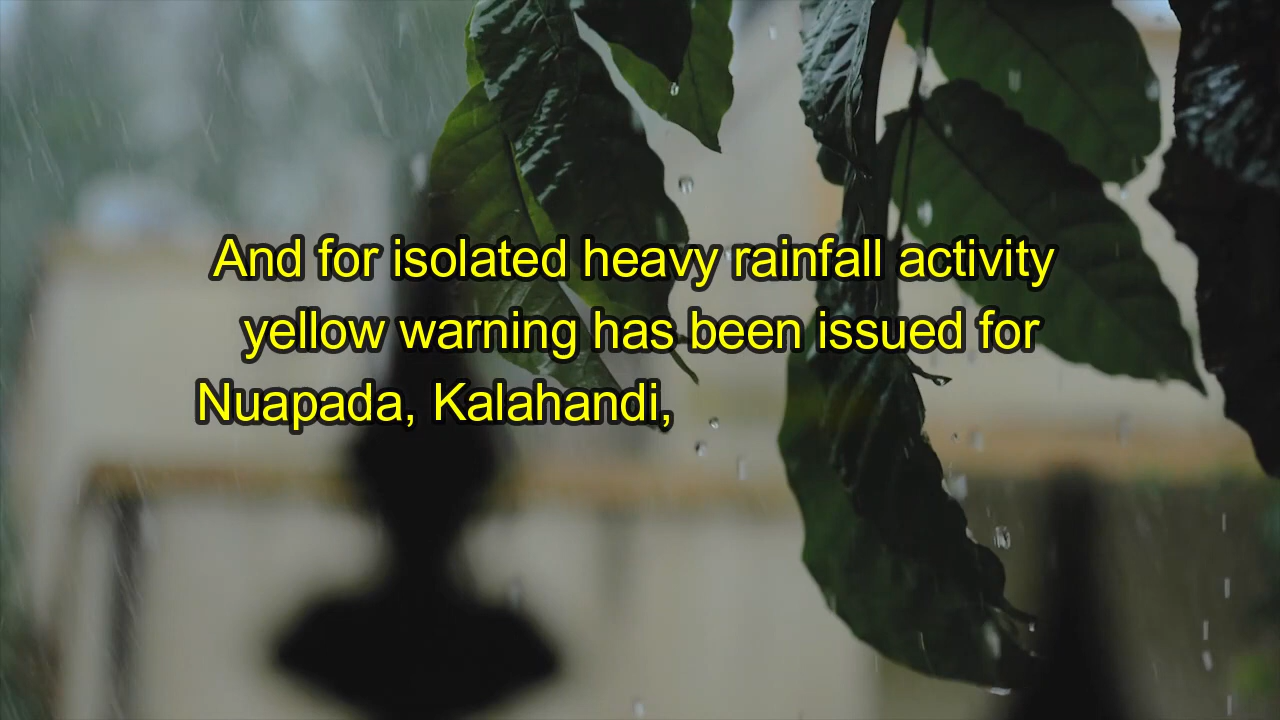 And for isolated heavy rainfall activity
yellow warning has been issued for
Nuapada, Kalahandi,